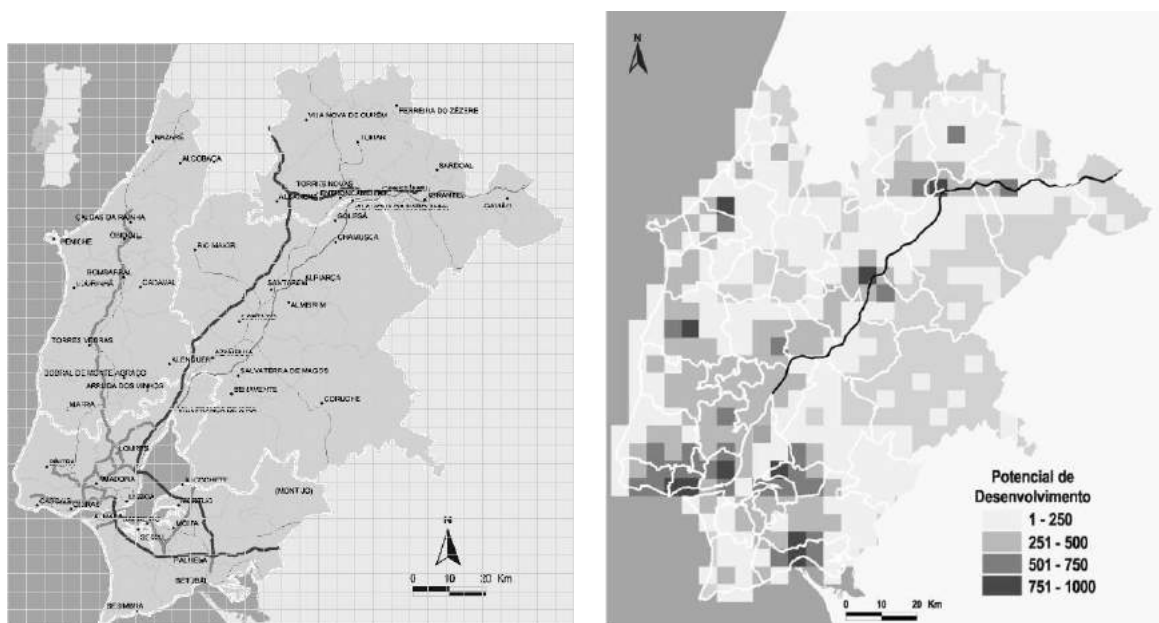 NAZARÉ
ALCOBAÇA
VILA NOVA DE OURÉM
FERREIRA DO ZÊZERE
TOMAR
SARDOAL
TORRES NOVAS
GAVIÃO
GOLEGÃ
CHAMUSCA
CALDAS DA RAINHA
PENICHE
RIO MAIOR
BOMBARRAL
LOURINHÃ
CADAVAL
SANTARÉM
ALPIARÇA
ALMEIRIM
CARTAXO
TORRES VEDRAS
ALENQUER
AZAMBUJA
SOBRAL DE MONTE AGRAÇO
SALVATERRA DE MAGOS
ARRUDA DOS VINHOS
BENAVENTE
CORUCHE
MAFRA
VILA FRANCA DE XIRA
LOURES
SINTRA
AMADORA
ALCOCHETE
(MONTIJO)
CASCAIS
OEIRAS
LISBOA
MOITA
PALMELA
SETÚBAL
SESIMBRA
N
0 10 20 Km
N
Potencial de
Desenvolvimento
1 - 250
251 - 500
501 - 750
751 - 1000
0 10 20 Km